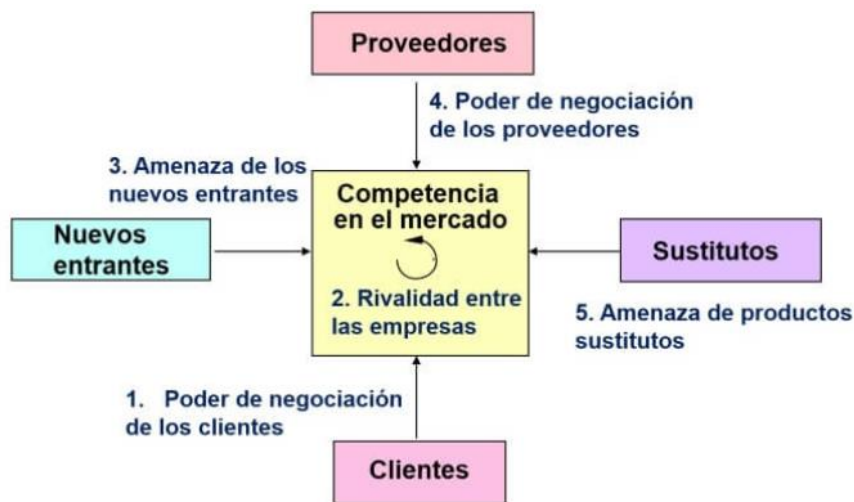 Proveedores
4. Poder de negociación
de los proveedores
3. Amenaza de los
nuevos entrantes
Competencia
en el mercado
Nuevos
entrantes
Sustitutos
2. Rivalidad entre
las empresas
5. Amenaza de productos
sustitutos
1. Poder de negociación
de los clientes
Clientes